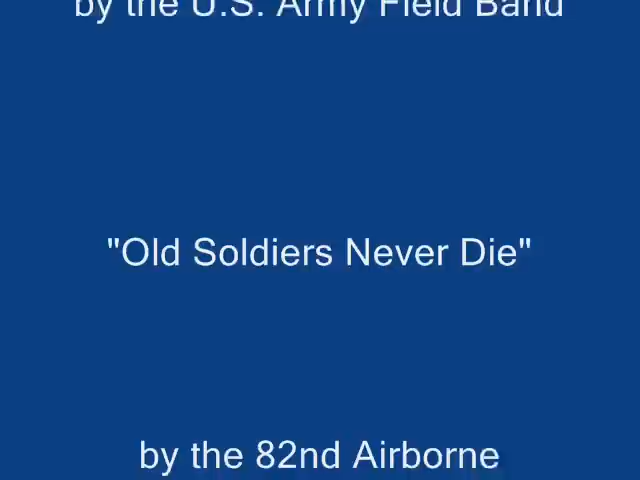 by the U.S. Army Field Band
"Old Soldiers Never Die"
by the 82nd Airborne